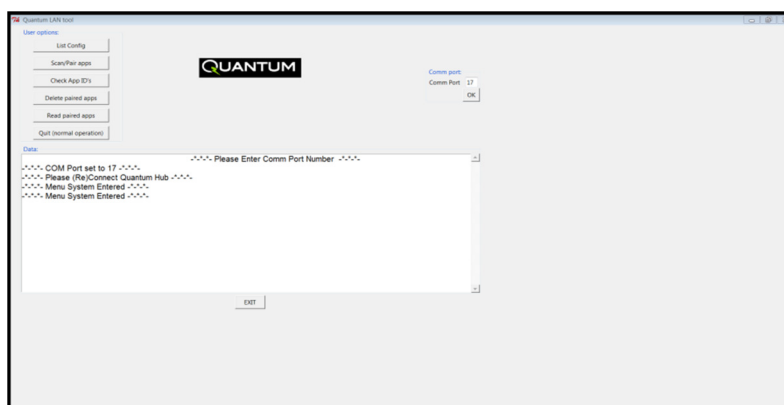 Quantum LAN tool
User options:
List Config
Scan/Pair apps
Check App ID's
Delete paired apps
Read paired apps
Quit (normal operation)
QUANTUM
Comm port:
Comm Port 17
OK
Data:
-*-*-*- Please Enter Comm Port Number -*-*-*-
-*-*-*- COM Port set to 17 -*-*-*-
-*-*-*- Please (Re)Connect Quantum Hub -*-*-*-
-*-*-*- Menu System Entered -*-*-*-
-*-*-*- Menu System Entered -*-*-*-
EXIT